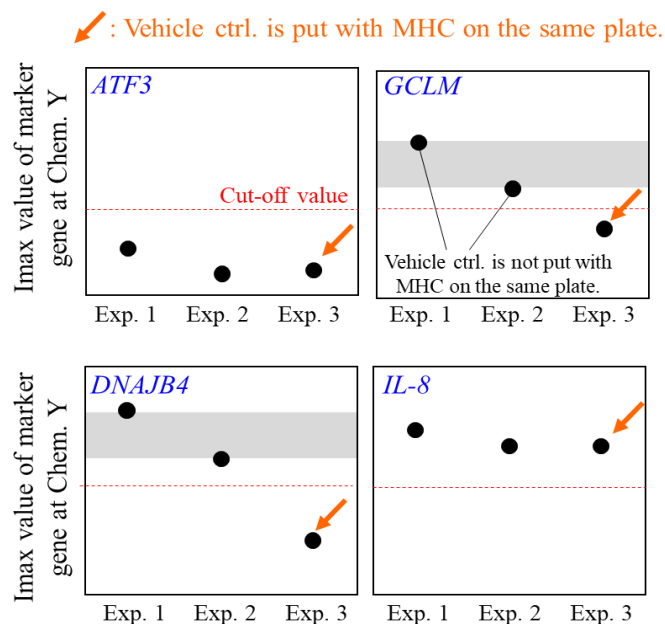 : Vehicle ctrl. is put with MHC on the same plate.
Imax value of marker
gene at Chem. Y
ATF3
Cut-off value
Exp. 1 Exp. 2 Exp. 3
GCLM
Vehicle ctrl. is not put with
MHC on the same plate.
Exp. 1 Exp. 2 Exp. 3
Imax value of marker
gene at Chem. Y
DNAJB4
Exp. 1 Exp. 2 Exp. 3
IL-8
Exp. 1 Exp. 2 Exp. 3